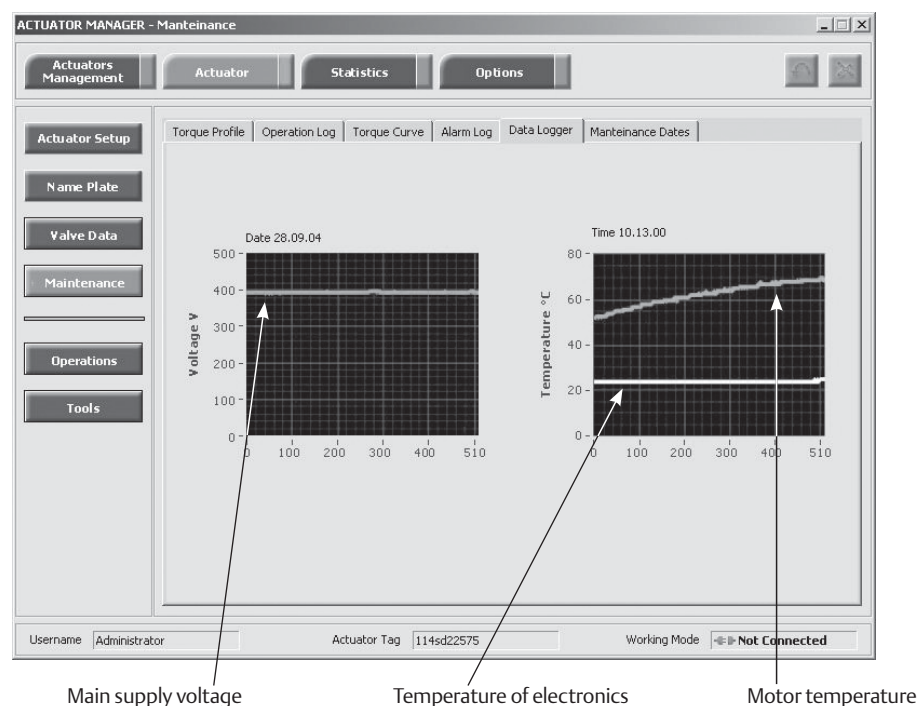 ACTUATOR MANAGER - Manteinance
Actuators Management
Actuator
Statistics
Options
Actuator Setup
Name Plate
Valve Data
Maintenance
Operations
Tools
Torque Profile
Operation Log
Torque Curve
Alarm Log
Data Logger
Manteinance Dates
Date 28.09.04
Voltage V
500
400
300
200
100
0
0 100 200 300 400 510
Time 10.13.00
Temperature °C
80
60
40
20
0
0 100 200 300 400 510
Username Administrator
Actuator Tag 114sd22575
Working Mode Not Connected
Main supply voltage
Temperature of electronics
Motor temperature